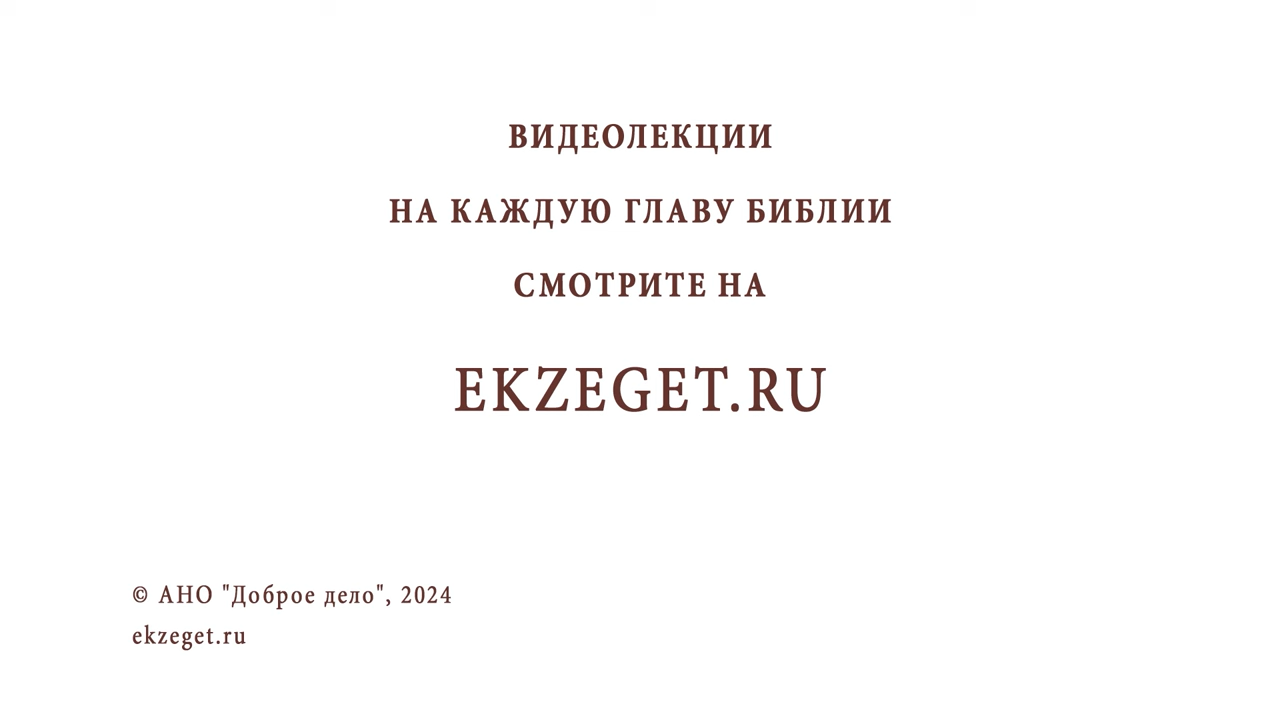 ВИДЕОЛЕКЦИИ
НА КАЖДУЮ ГЛАВУ БИБЛИИ
СМОТРИТЕ НА
EKZEGET.RU
© АНО "Доброе дело", 2024
ekzeget.ru